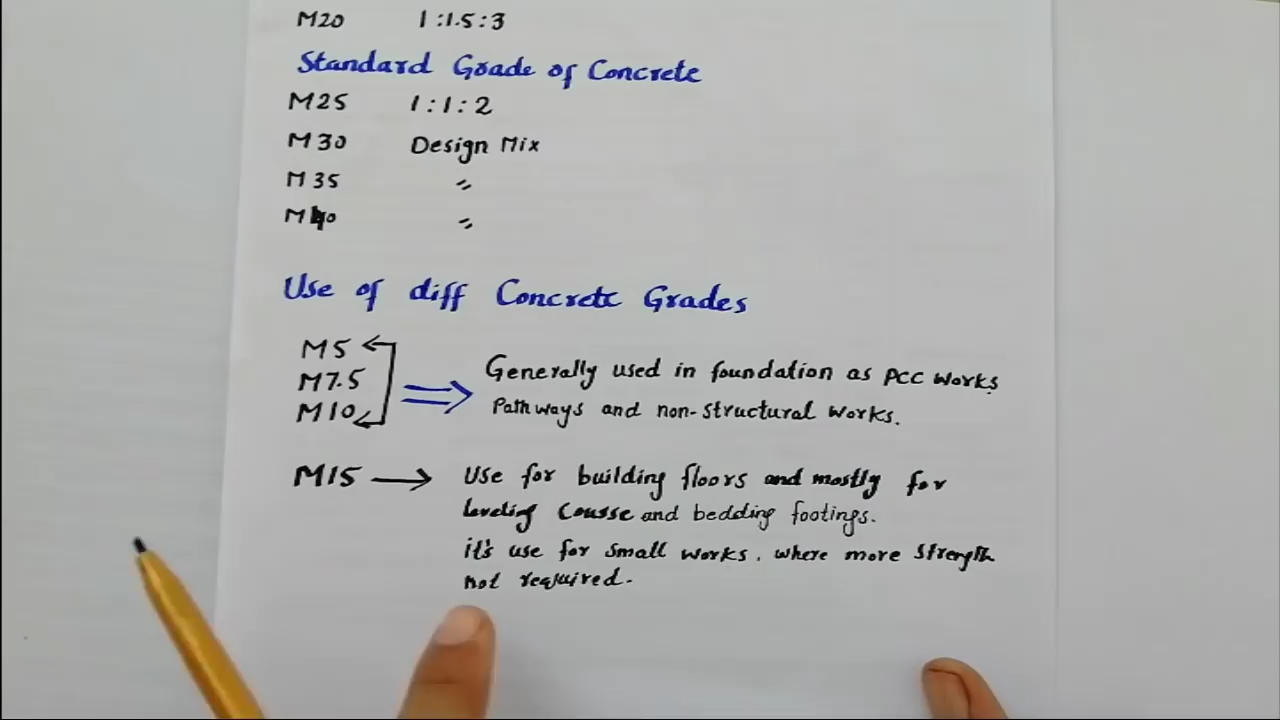 M20 1:1.5:3
Standard Grade of Concrete
M25 1:1:2
M30 Design Mix
M35 〃
M40 〃
Use of diff Concrete Grades
M5
M7.5
M10
Generally used in foundation as PCC Works
Pathways and non-structural works.
M15 → Use for building floors and mostly for
leveling Course and bedding footings.
it's use for small works. where more strength
not required.